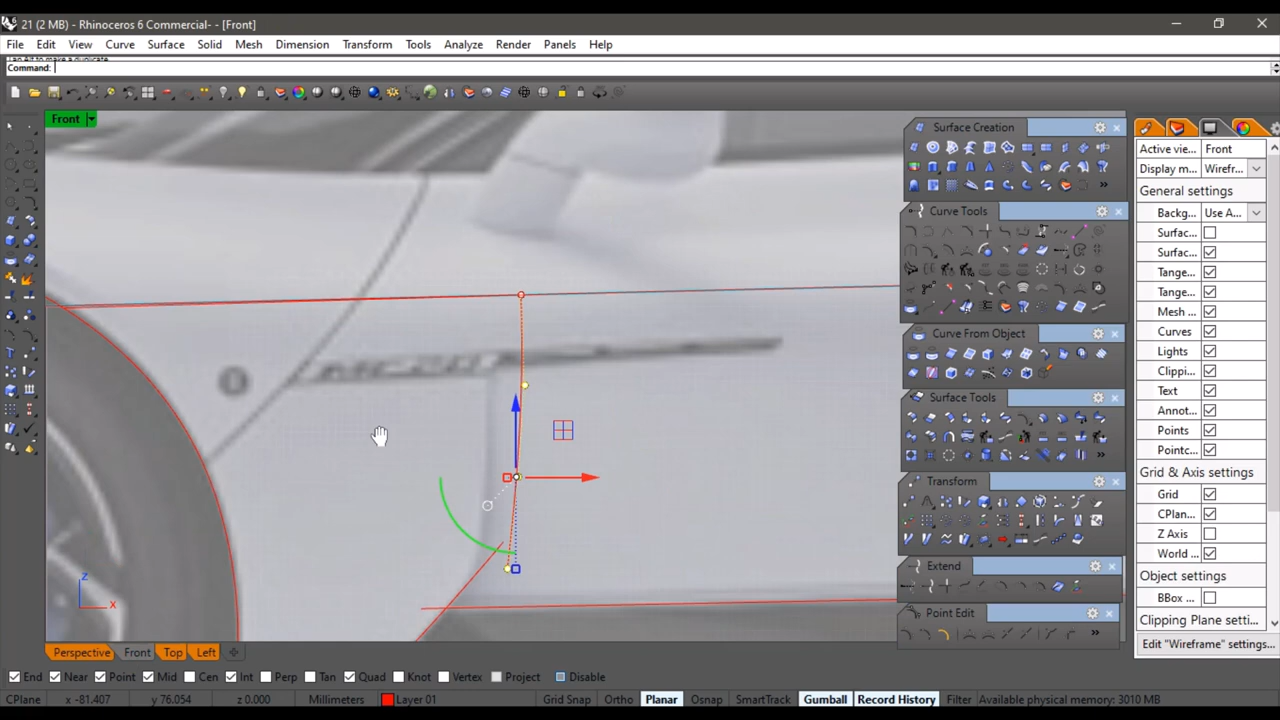 21 (2 MB) - Rhinoceros 6 Commercial- - [Front]
File Edit View Curve Surface Solid Mesh Dimension Transform Tools Analyze Render Panels Help
Tap Alt to make a duplicate.
Command:
Front
Surface Creation
Curve Tools
Curve From Object
Surface Tools
Transform
Extend
Point Edit
Active vie... Front
Display m... Wirefr...
General settings
Backg... Use A...
Surfac...
Surfac...
Tange...
Tange...
Mesh ...
Curves
Lights
Clippi...
Text
Annot...
Points
Pointc...
Grid & Axis settings
Grid
CPlan...
Z Axis
World ...
Object settings
BBox ...
Clipping Plane setti...
Edit "Wireframe" settings...
z
x
Perspective Front Top Left
End Near Point Mid Cen Int Perp Tan Quad Knot Vertex Project Disable
CPlane x -81.407 y 76.054 z 0.000 Millimeters Layer 01 Grid Snap Ortho Planar Osnap SmartTrack Gumball Record History Filter Available physical memory: 3010 MB